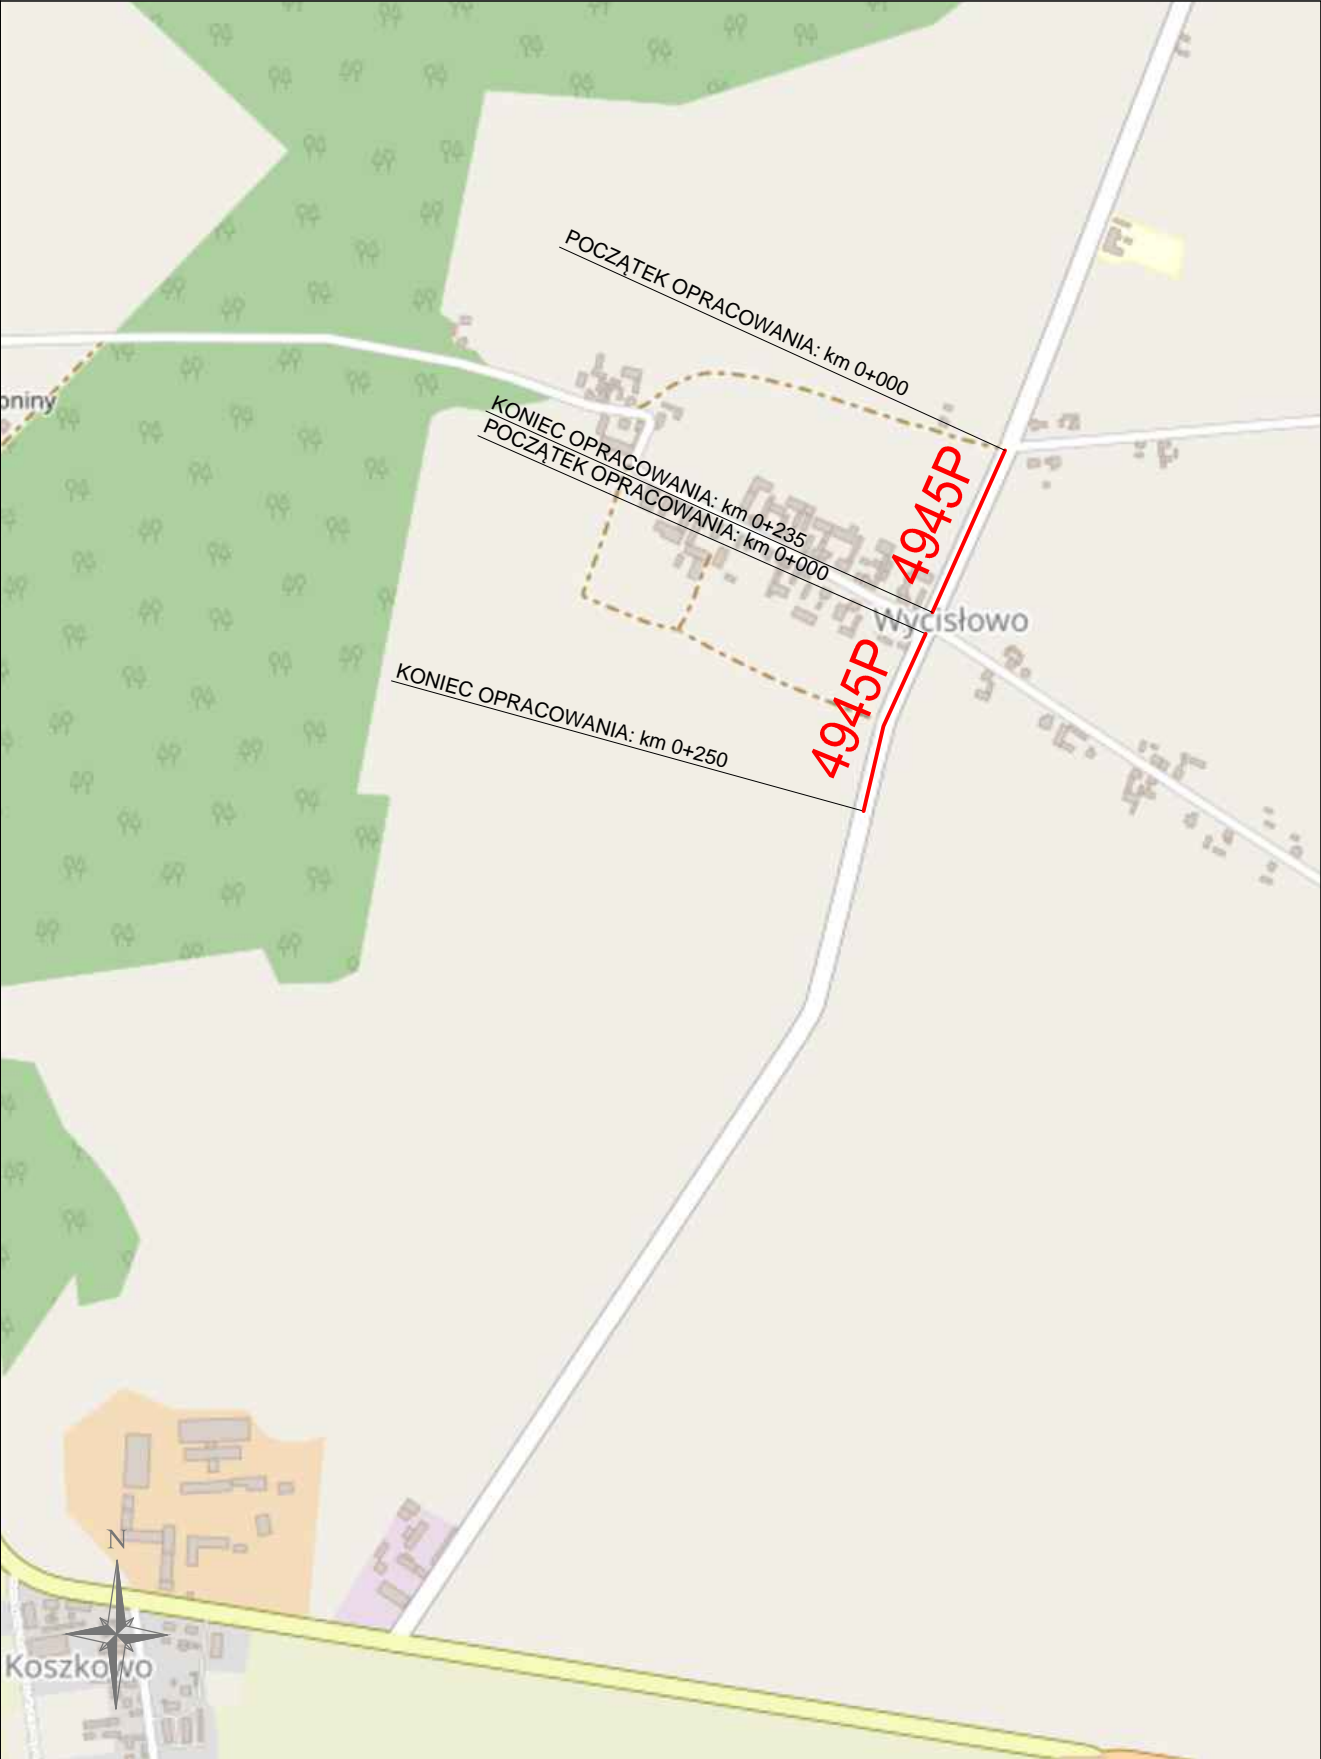 POCZĄTEK OPRACOWANIA: km 0+000
oniny
KONIEC OPRACOWANIA: km 0+235
POCZĄTEK OPRACOWANIA: km 0+000
4945P
Wycisłowo
4945P
KONIEC OPRACOWANIA: km 0+250
N
Koszkowo